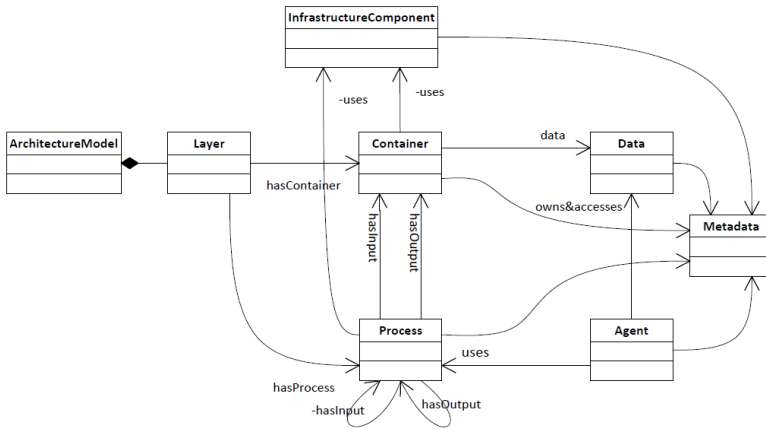 InfrastructureComponent
-uses
-uses
ArchitectureModel
Layer
Container
data
Data
hasContainer
owns&accesses
hasInput
hasOutput
Metadata
Process
uses
Agent
hasProcess
-hasInput
hasOutput